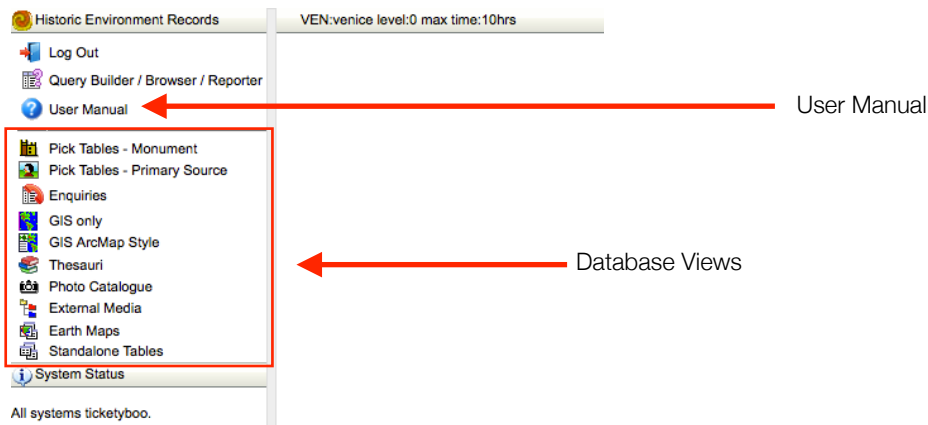 Historic Environment Records
VEN:venice level:0 max time:10hrs
Log Out
Query Builder / Browser / Reporter
User Manual
User Manual
Pick Tables - Monument
Pick Tables - Primary Source
Enquiries
GIS only
GIS ArcMap Style
Database Views
Thesauri
Photo Catalogue
External Media
Earth Maps
Standalone Tables
System Status
All systems ticketyboo.